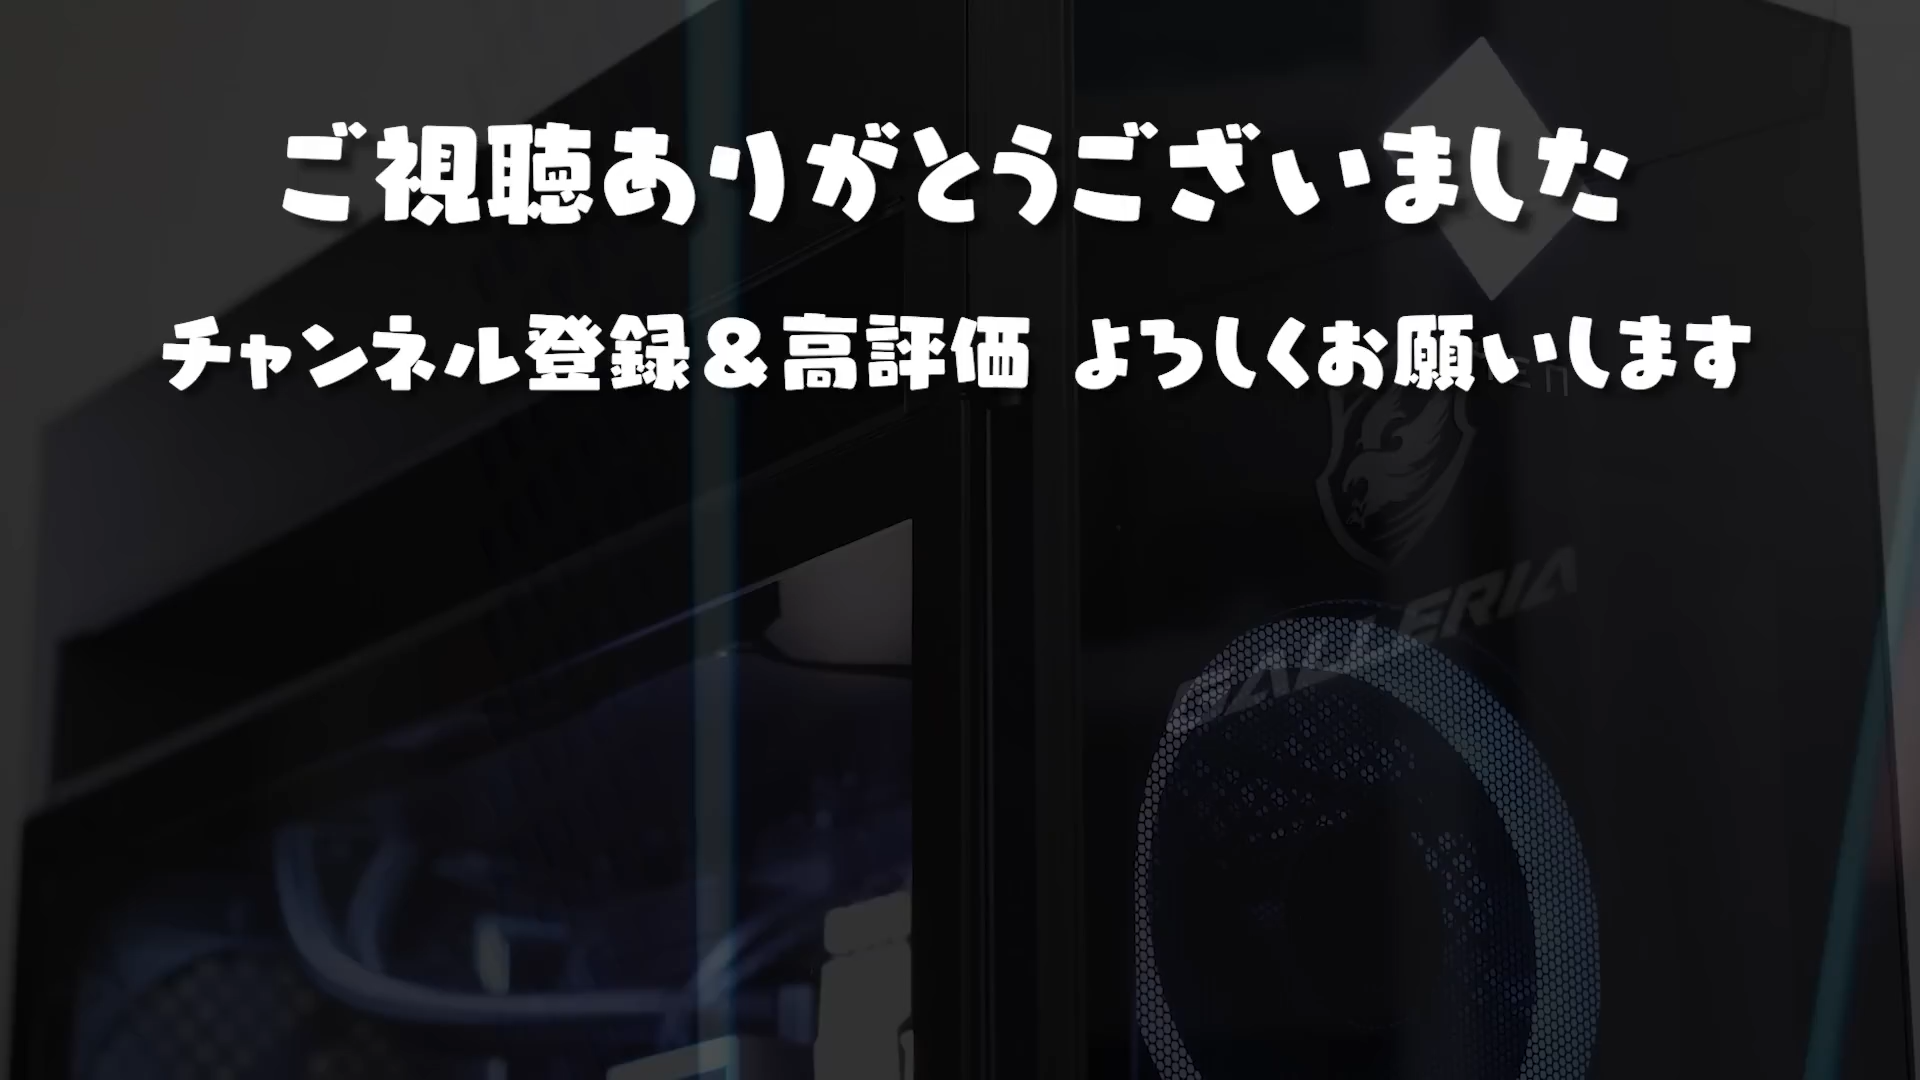 ご視聴ありがとうございました
チャンネル登録＆高評価 よろしくお願いします
GALLERIA